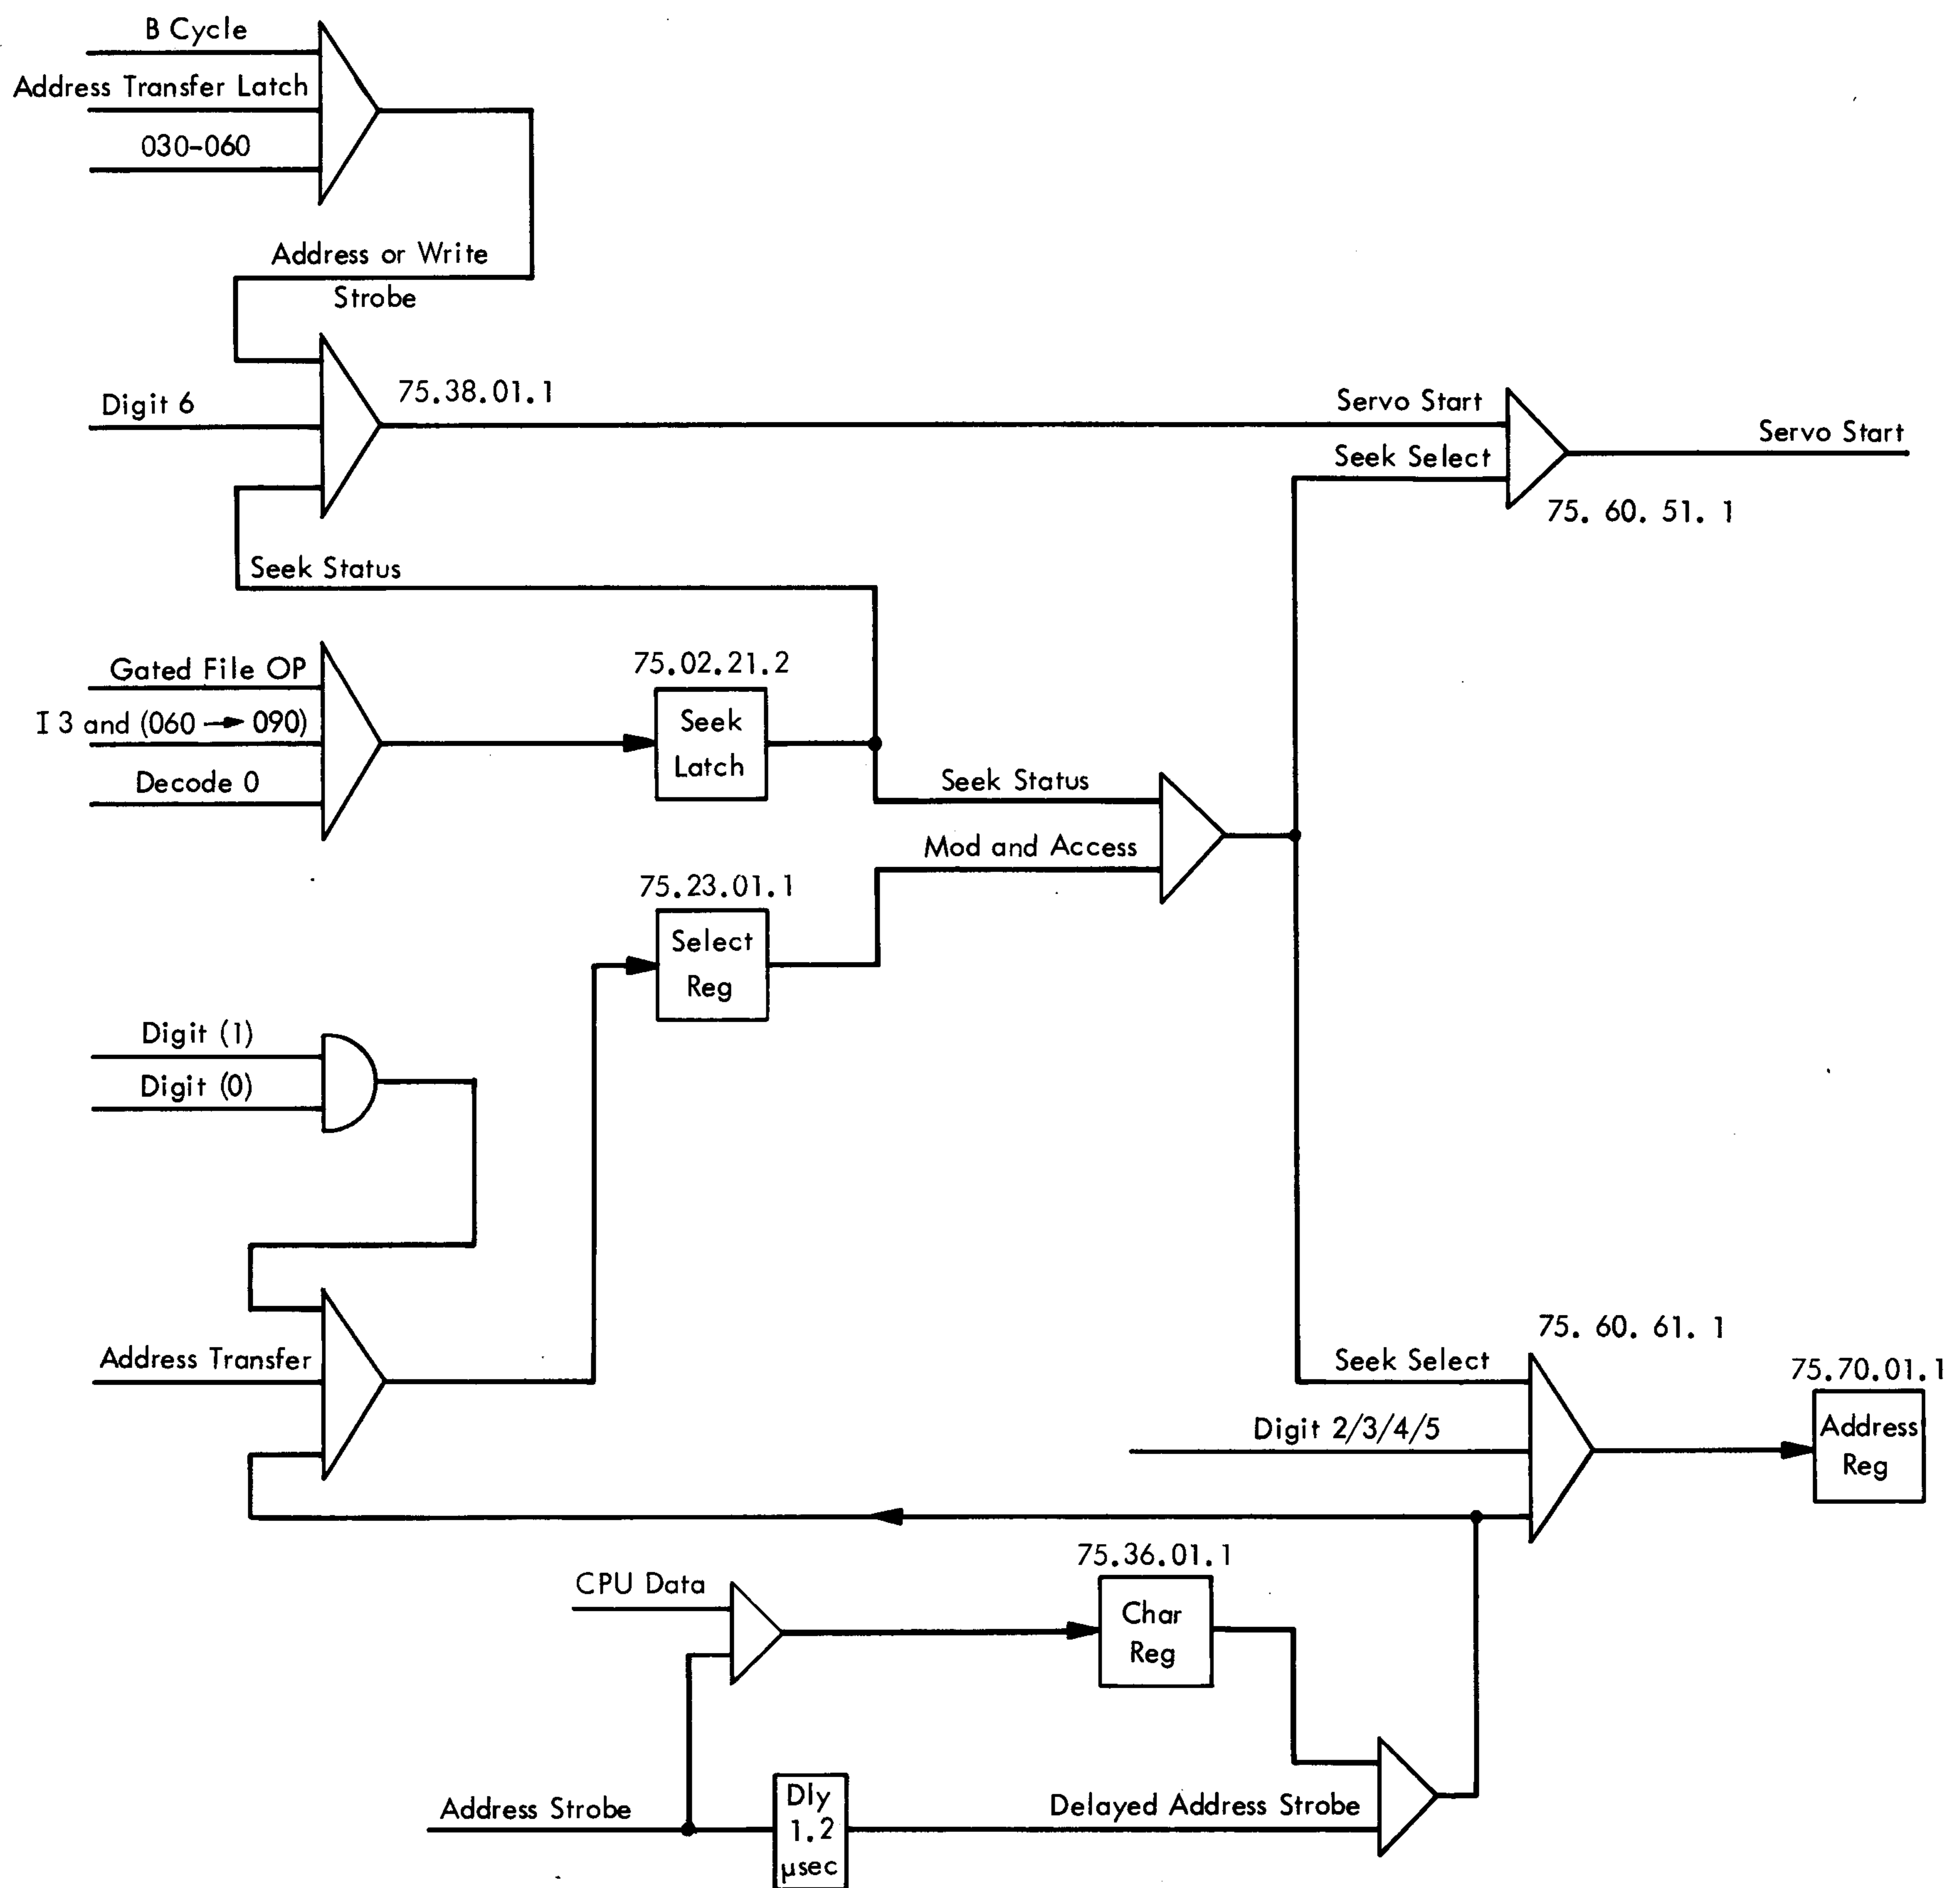 B Cycle
Address Transfer Latch
030-060
Address or Write
Strobe
Digit 6
75.38.01.1
Servo Start
Seek Select
Servo Start
75. 60. 51. 1
Seek Status
Gated File OP
I 3 and (060 → 090)
Decode 0
75.02.21.2
Seek
Latch
Seek Status
Mod and Access
75.23.01.1
Select
Reg
Digit (1)
Digit (0)
Address Transfer
75. 60. 61. 1
Seek Select
Digit 2/3/4/5
75.70.01.1
Address
Reg
CPU Data
75.36.01.1
Char
Reg
Address Strobe
Dly
1.2
μsec
Delayed Address Strobe